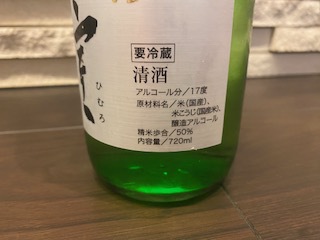 ひむろ
要冷蔵
清酒
アルコール分／17度
原材料名／米(国産)、
米こうじ(国産米)、
醸造アルコール
精米歩合／50%
内容量／720ml